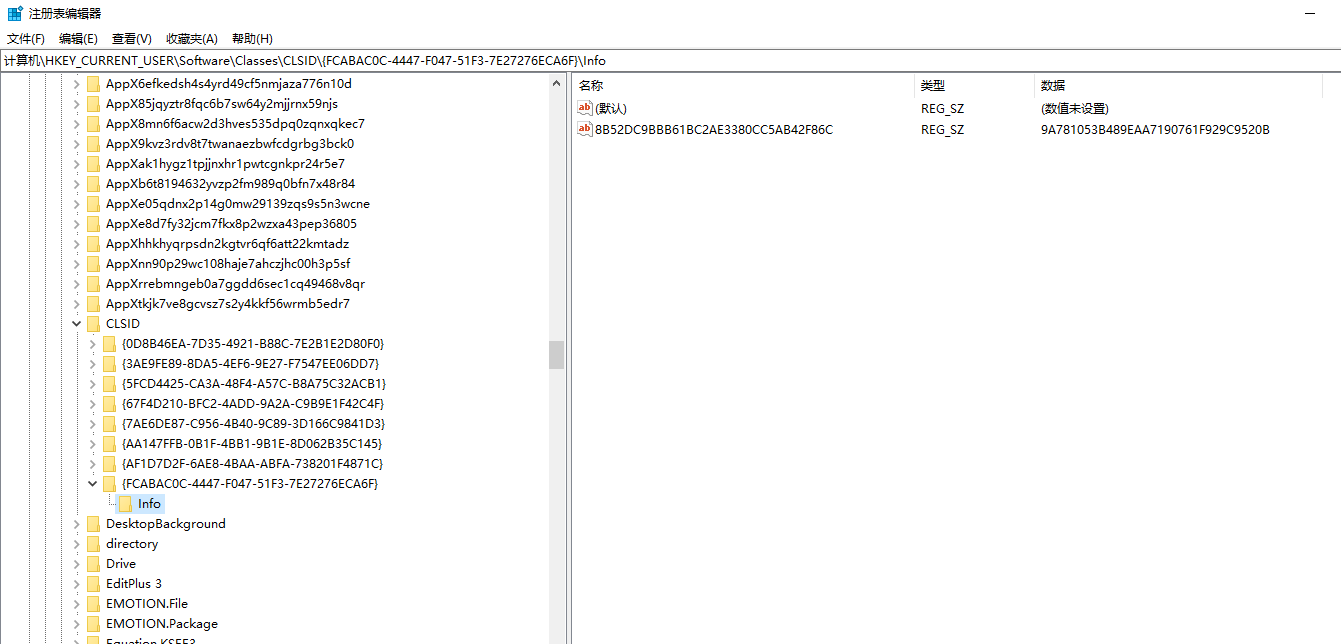 注册表编辑器
文件(F) 编辑(E) 查看(V) 收藏夹(A) 帮助(H)
计算机\HKEY_CURRENT_USER\Software\Classes\CLSID\{FCABAC0C-4447-F047-51F3-7E27276ECA6F}\Info
AppX6efkedsh4s4yrd49cf5nmjaza776n10d
AppX85jqyztr8fqc6b7sw64y2mjjrnx59njs
AppX8mn6f6acw2d3hves535dpq0zqnxqkec7
AppX9kvz3rdv8t7twanaezbwfcdgrbg3bck0
AppXak1hygz1tpjjnxhr1pwtcgnkpr24r5e7
AppXb6t8194632yvzp2fm989q0bfn7x48r84
AppXe05qdnx2p14g0mw29139zqs9s5n3wcne
AppXe8d7fy32jcm7fkx8p2wzxa43pep36805
AppXhhkhyqrpsdn2kgtvr6qf6att22kmtadz
AppXnn90p29wc108haje7ahczjhc00h3p5sf
AppXrrebmngeb0a7ggdd6sec1cq49468v8qr
AppXtkjk7ve8gcvsz7s2y4kkf56wrmb5edr7
CLSID
{0D8B46EA-7D35-4921-B88C-7E2B1E2D80F0}
{3AE9FE89-8DA5-4EF6-9E27-F7547EE06DD7}
{5FCD4425-CA3A-48F4-A57C-B8A75C32ACB1}
{67F4D210-BFC2-4ADD-9A2A-C9B9E1F42C4F}
{7AE6DE87-C956-4B40-9C89-3D166C9841D3}
{AA147FFB-0B1F-4BB1-9B1E-8D062B35C145}
{AF1D7D2F-6AE8-4BAA-ABFA-738201F4871C}
{FCABAC0C-4447-F047-51F3-7E27276ECA6F}
Info
DesktopBackground
directory
Drive
EditPlus 3
EMOTION.File
EMOTION.Package
Equation.KSEE3
名称 类型 数据
ab (默认) REG_SZ (数值未设置)
ab 8B52DC9BBB61BC2AE3380CC5AB42F86C REG_SZ 9A781053B489EAA7190761F929C9520B